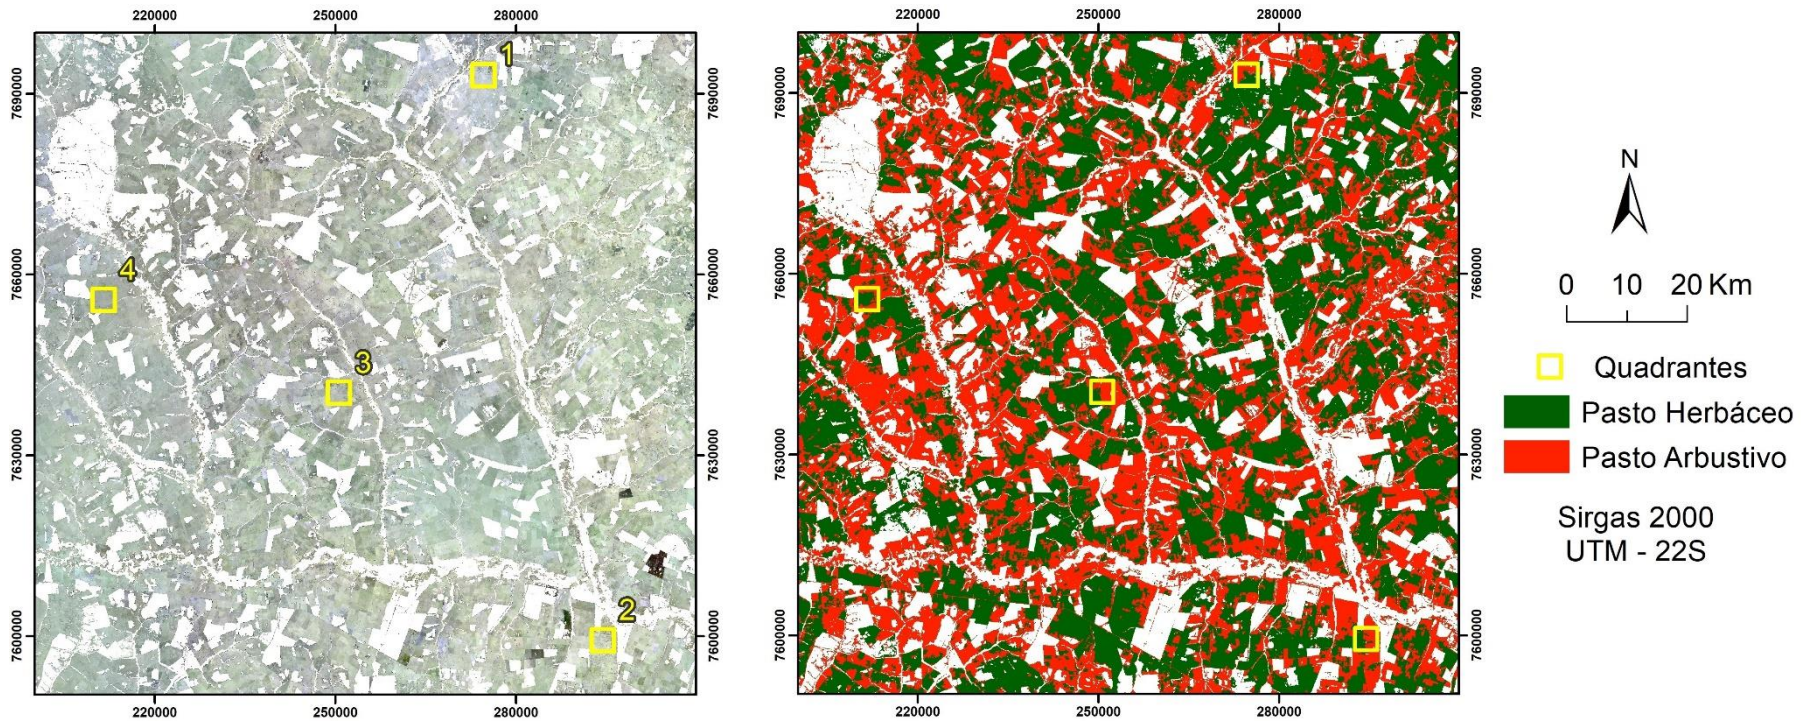 220000 250000 280000
220000 250000 280000
7690000
7660000
7630000
7600000
1
4
3
2
220000 250000 280000
7690000
7660000
7630000
7600000
220000 250000 280000
N
0 10 20 Km
Quadrantes
Pasto Herbáceo
Pasto Arbustivo
Sirgas 2000
UTM - 22S